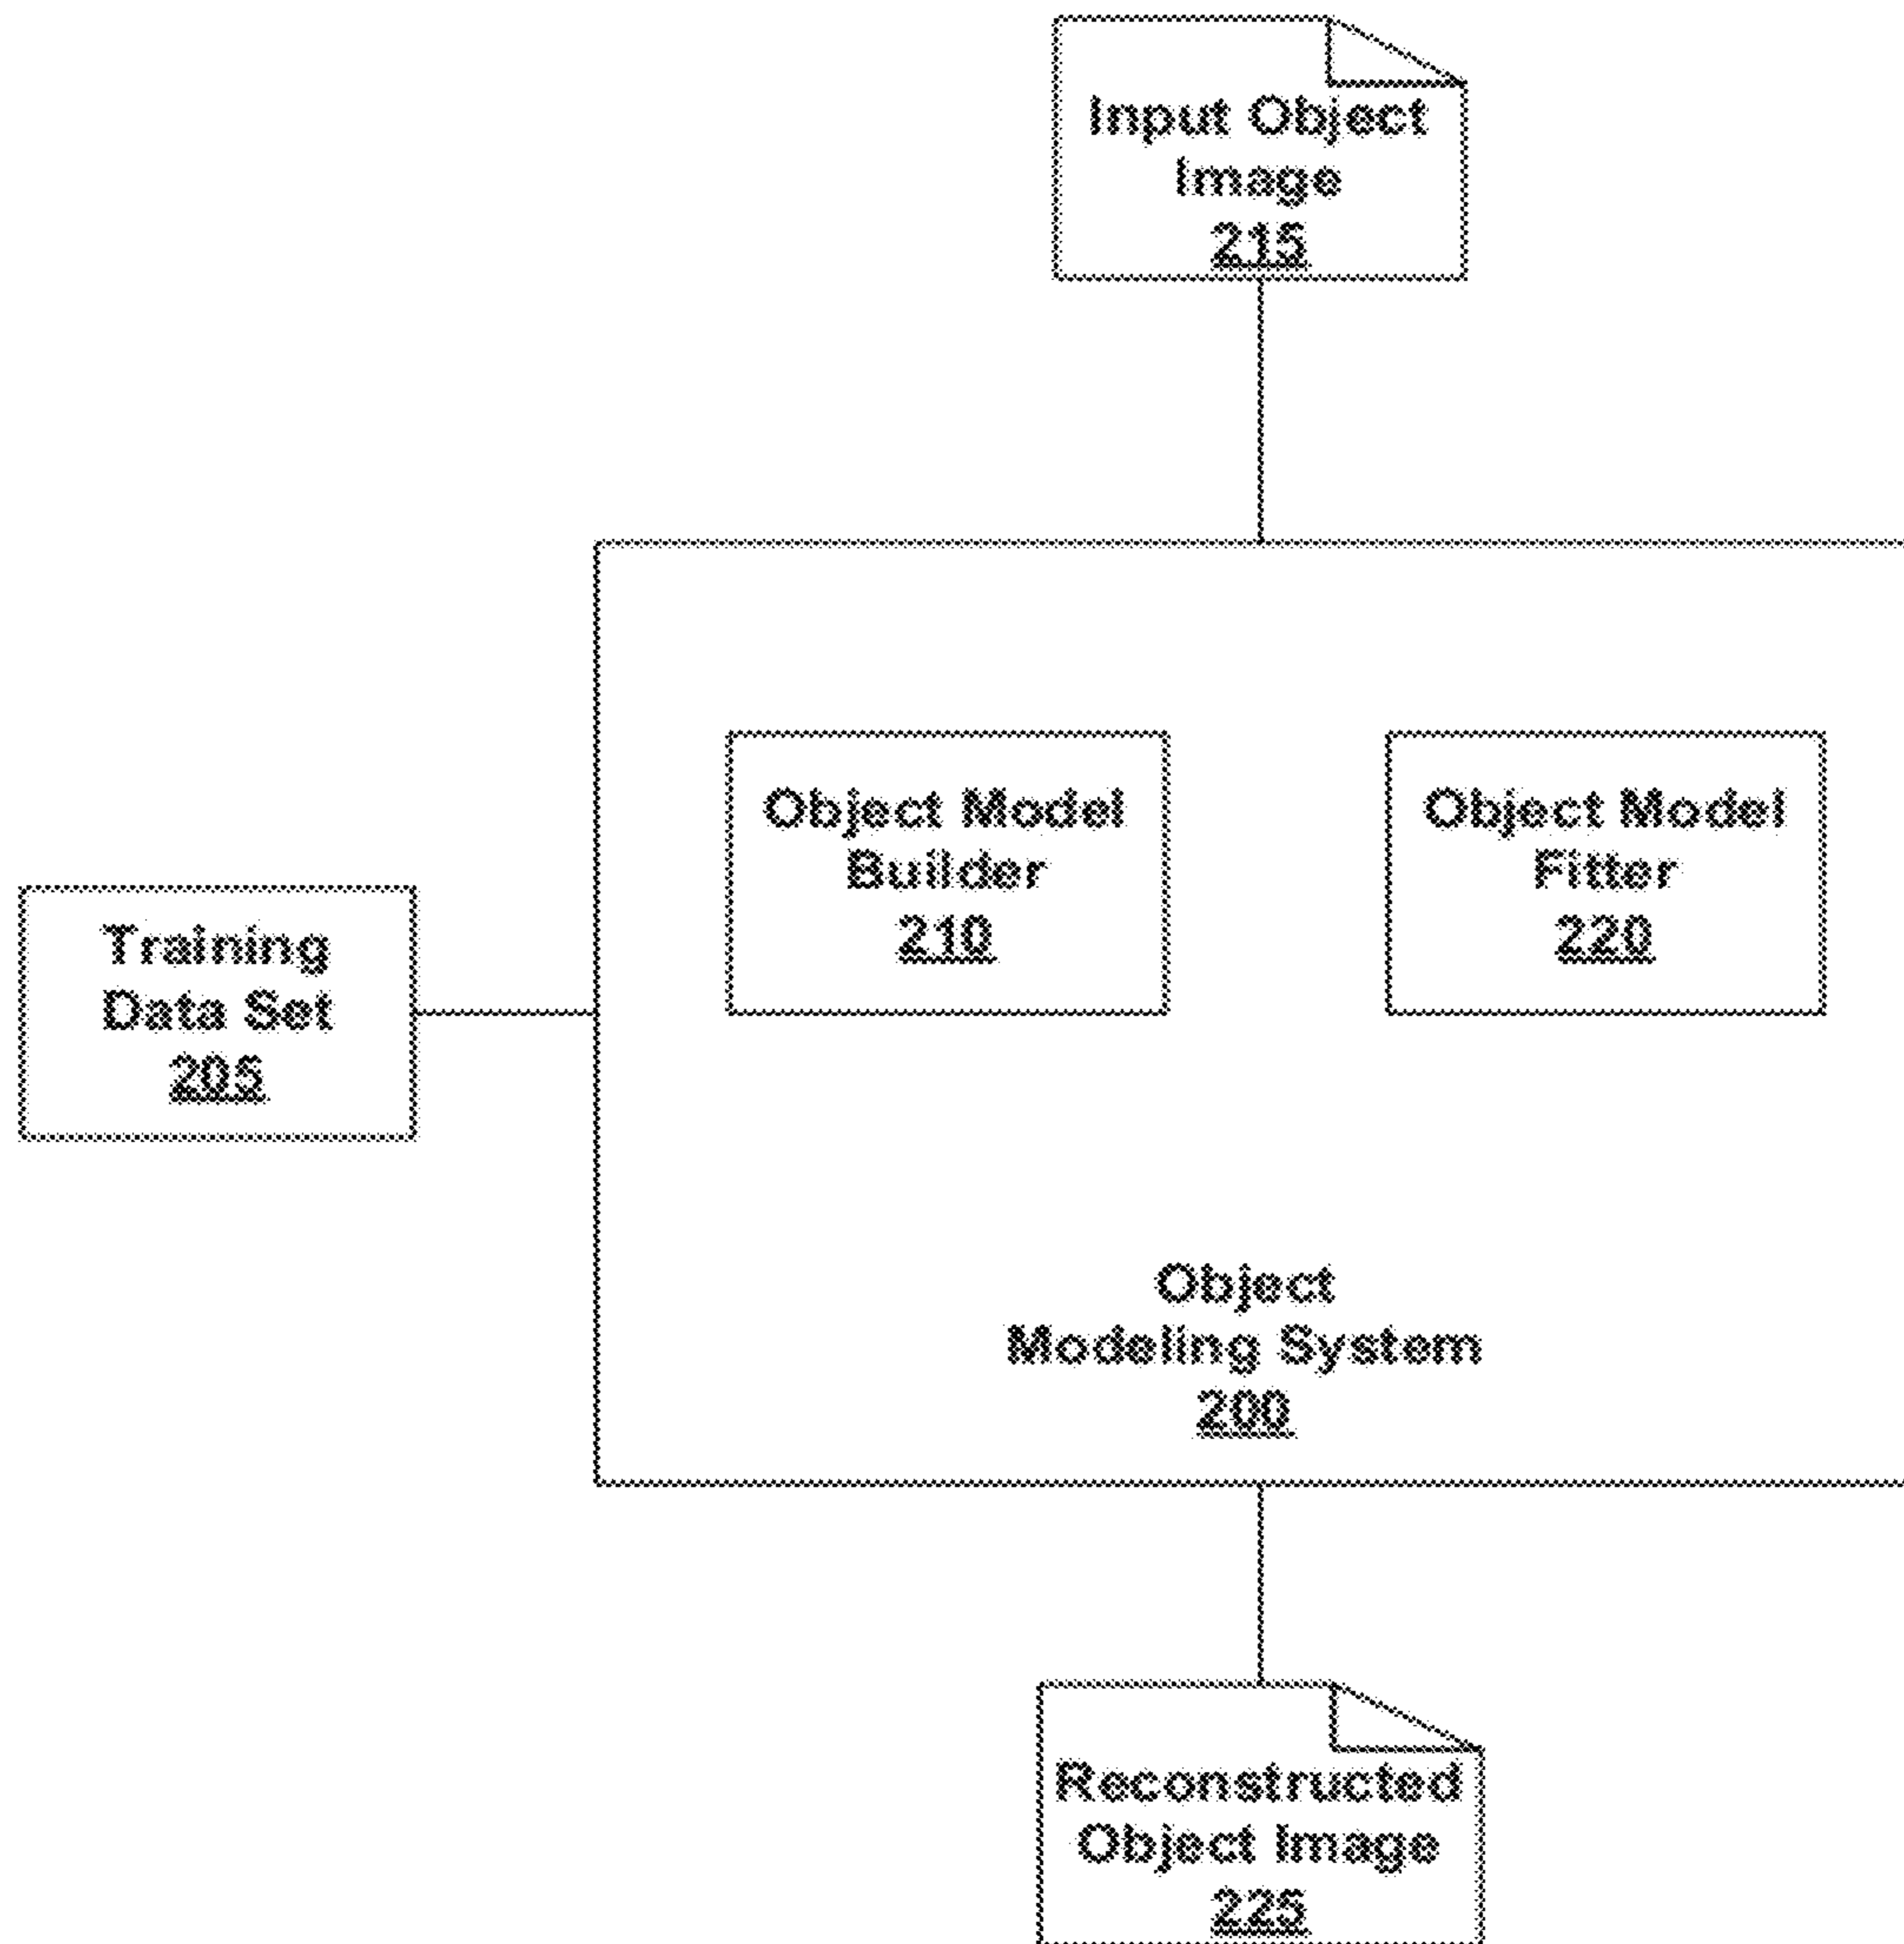 Input Object
Image
215
Object Model
Builder
210
Object Model
Fitter
220
Training
Data Set
205
Object
Modeling System
200
Reconstructed
Object Image
225